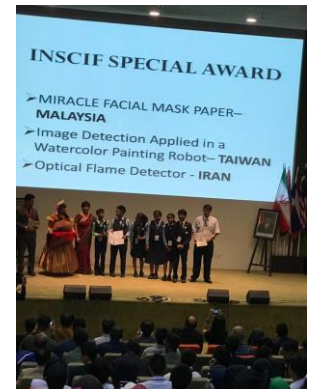 INSCIF SPECIAL AWARD
➢MIRACLE FACIAL MASK PAPER–
MALAYSIA
➢Image Detection Applied in a
Watercolor Painting Robot– TAIWAN
➢Optical Flame Detector - IRAN